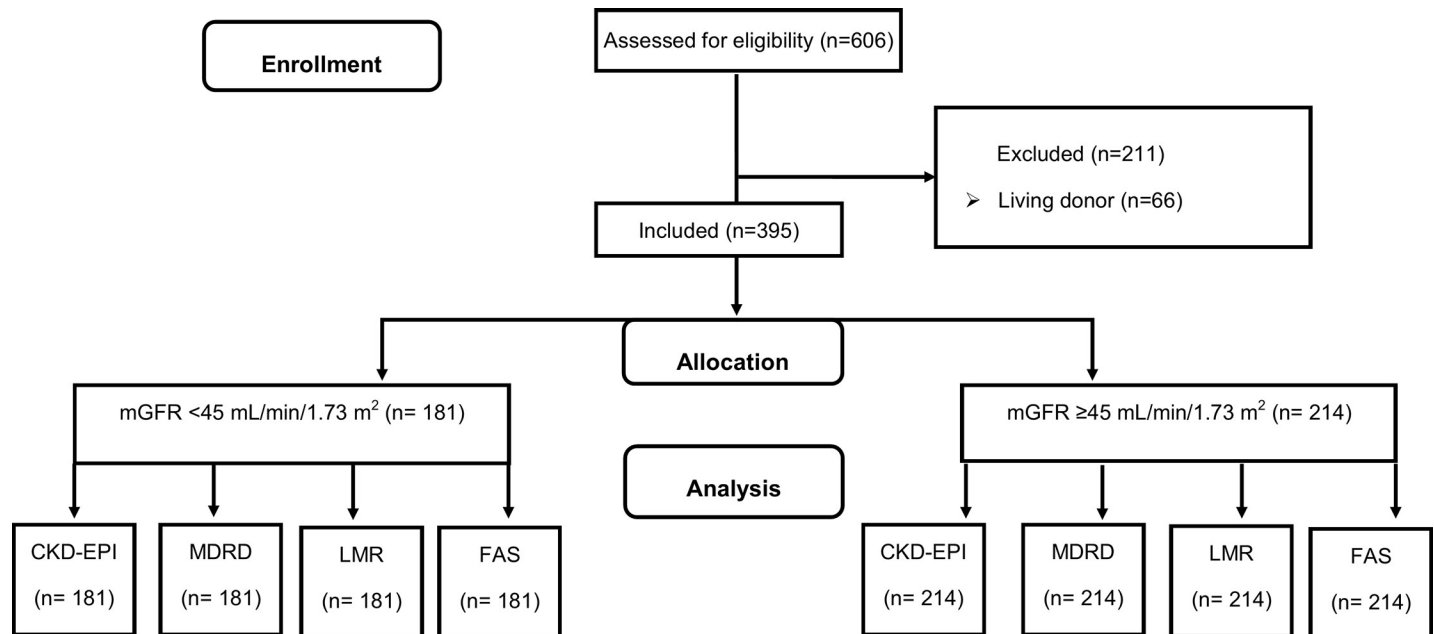 Enrollment
Assessed for eligibility (n=606)
Excluded (n=211)
➢ Living donor (n=66)
Included (n=395)
Allocation
mGFR <45 mL/min/1.73 m² (n= 181)
mGFR ≥45 mL/min/1.73 m² (n= 214)
Analysis
CKD-EPI
(n= 181)
MDRD
(n= 181)
LMR
(n= 181)
FAS
(n= 181)
CKD-EPI
(n= 214)
MDRD
(n= 214)
LMR
(n= 214)
FAS
(n= 214)